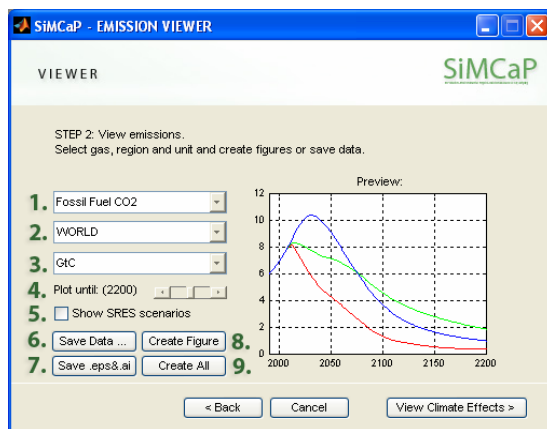 SiMCaP - EMISSION VIEWER
VIEWER
SiMCaP
STEP 2: View emissions.
Select gas, region and unit and create figures or save data.
1. Fossil Fuel CO2
2. WORLD
3. GtC
4. Plot until: (2200)
5. Show SRES scenarios
6. Save Data ... Create Figure 8.
7. Save .eps&.ai Create All 9.
Preview:
12
10
8
6
4
2
0
2000 2050 2100 2150 2200
< Back Cancel View Climate Effects >